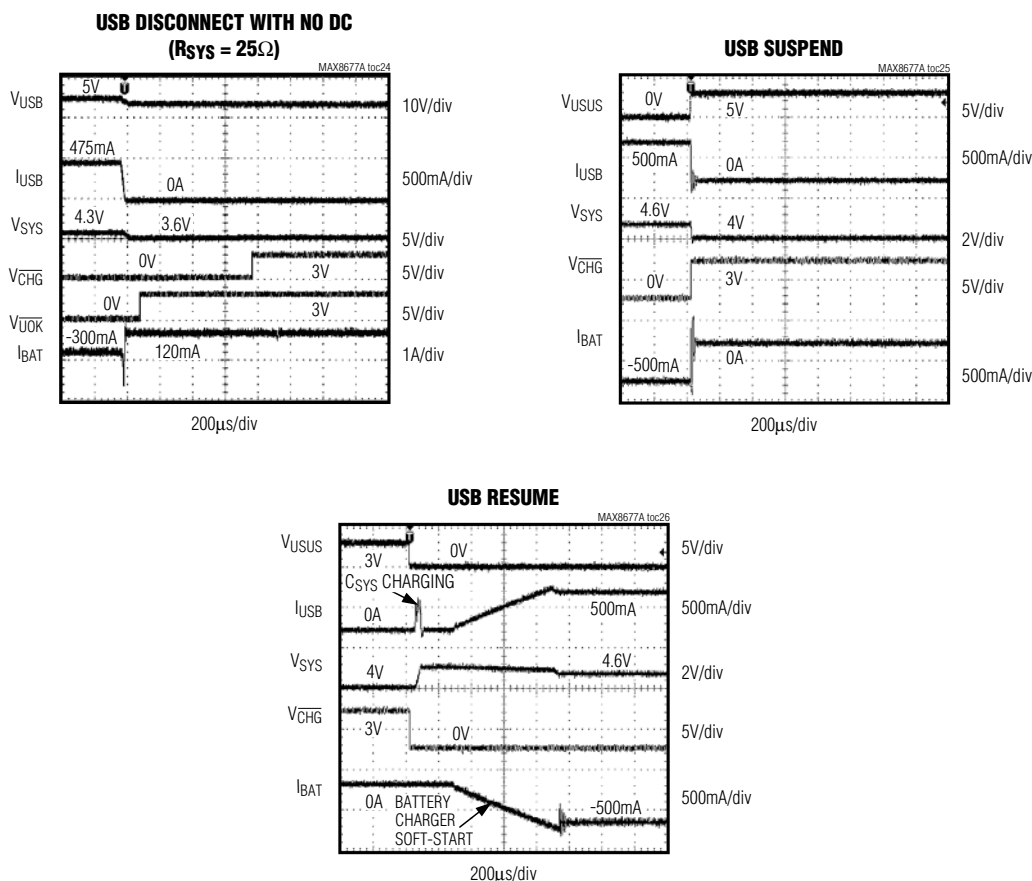 USB DISCONNECT WITH NO DC
(RSYS = 25Ω)
MAX8677A toc24
VUSB
5V
10V/div
475mA
IUSB
0A
500mA/div
VSYS
4.3V
3.6V
5V/div
VCHG
0V
3V
5V/div
VUOK
0V
3V
5V/div
IBAT
-300mA
120mA
1A/div
200µs/div
USB SUSPEND
MAX8677A toc25
VUSUS
0V
5V
5V/div
IUSB
500mA
0A
500mA/div
VSYS
4.6V
4V
2V/div
VCHG
0V
3V
5V/div
IBAT
-500mA
0A
500mA/div
200µs/div
USB RESUME
MAX8677A toc26
VUSUS
3V
0V
5V/div
CSYS CHARGING
IUSB
0A
500mA
500mA/div
VSYS
4V
4.6V
2V/div
VCHG
3V
0V
5V/div
IBAT
0A
BATTERY
CHARGER
SOFT-START
-500mA
500mA/div
200µs/div